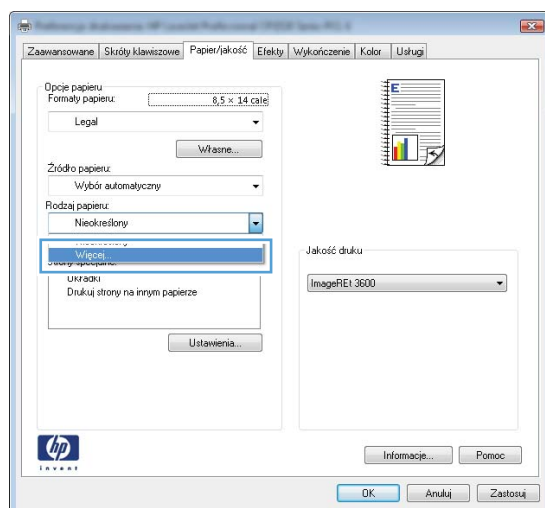 Zaawansowane Skróty klawiszowe Papier/jakość Efekty Wykończenie Kolor Usługi
Opcje papieru
Formaty papieru: 8,5 × 14 cale
Legal
Własne...
Źródło papieru:
Wybór automatyczny
Rodzaj papieru:
Nieokreślony
Więcej...
Okładki
Drukuj strony na innym papierze
Ustawienia...
E
Jakość druku
ImageREt 3600
hp
invent
Informacje... Pomoc
OK Anuluj Zastosuj